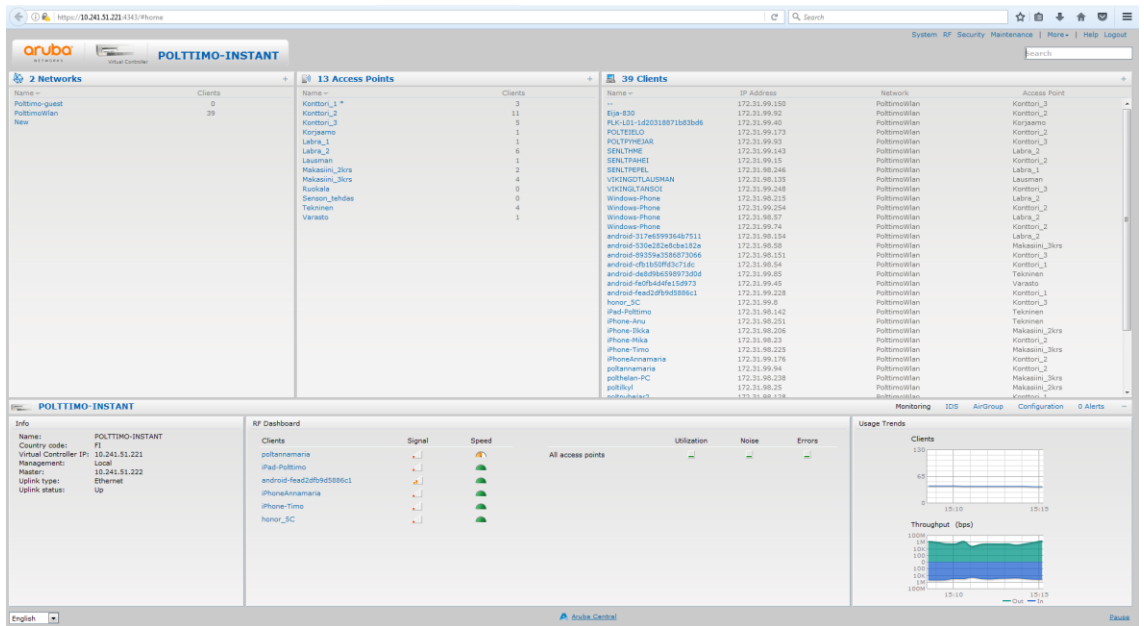 https://10.241.51.221:4343/#home
Search
System RF Security Maintenance | More | Help Logout
aruba
NETWORKS
Virtual Controller
POLTTIMO-INSTANT
Search
2 Networks +
Name Clients
Polttimo-guest 0
PolttimoWlan 39
New
13 Access Points +
Name Clients
Konttori_1 * 3
Konttori_2 11
Konttori_3 5
Korjaamo 1
Labra_1 1
Labra_2 6
Lausman 1
Makasiini_2krs 2
Makasiini_3krs 4
Ruokala 0
Senson_tehdas 0
Tekninen 4
Varasto 1
39 Clients +
Name IP Address Network Access Point
-- 172.31.99.150 PolttimoWlan Konttori_3
Eija-830 172.31.99.92 PolttimoWlan Konttori_2
PLK-L01-1d20318871b83bd6 172.31.99.40 PolttimoWlan Korjaamo
POLTEIELO 172.31.99.173 PolttimoWlan Konttori_2
POLTPYHEJAR 172.31.99.93 PolttimoWlan Konttori_3
SENLTHME 172.31.99.143 PolttimoWlan Labra_2
SENLTPAHEI 172.31.99.15 PolttimoWlan Konttori_2
SENLTPEPEL 172.31.98.246 PolttimoWlan Labra_1
VIKINGDTLAUSMAN 172.31.98.135 PolttimoWlan Lausman
VIKINGLTANSOI 172.31.99.248 PolttimoWlan Konttori_3
Windows-Phone 172.31.98.215 PolttimoWlan Labra_2
Windows-Phone 172.31.99.254 PolttimoWlan Konttori_2
Windows-Phone 172.31.98.57 PolttimoWlan Labra_2
Windows-Phone 172.31.99.74 PolttimoWlan Konttori_2
android-317e6599364b7511 172.31.98.154 PolttimoWlan Labra_2
android-530e282e8cba182a 172.31.98.58 PolttimoWlan Makasiini_3krs
android-89359a3586873066 172.31.98.151 PolttimoWlan Konttori_3
android-cfb1b50ffd3c71dc 172.31.98.54 PolttimoWlan Konttori_1
android-de8d9b6598973d0d 172.31.99.85 PolttimoWlan Tekninen
android-fe0fb4d4fe15d973 172.31.99.45 PolttimoWlan Varasto
android-fead2dfb9d5886c1 172.31.99.228 PolttimoWlan Konttori_1
honor_5C 172.31.99.8 PolttimoWlan Konttori_3
iPad-Polttimo 172.31.98.142 PolttimoWlan Tekninen
iPhone-Anu 172.31.98.251 PolttimoWlan Tekninen
iPhone-Ilkka 172.31.98.206 PolttimoWlan Makasiini_2krs
iPhone-Mika 172.31.98.23 PolttimoWlan Konttori_2
iPhone-Timo 172.31.98.225 PolttimoWlan Makasiini_3krs
iPhoneAnnamaria 172.31.99.176 PolttimoWlan Konttori_2
poltannamaria 172.31.99.94 PolttimoWlan Konttori_2
polthelan-PC 172.31.98.238 PolttimoWlan Makasiini_3krs
poltilkyl 172.31.98.25 PolttimoWlan Makasiini_2krs
POLTTIMO-INSTANT
Monitoring IDS AirGroup Configuration 0 Alerts
Info
Name: POLTTIMO-INSTANT
Country code: FI
Virtual Controller IP: 10.241.51.221
Management: Local
Master: 10.241.51.222
Uplink type: Ethernet
Uplink status: Up
RF Dashboard
Clients Signal Speed
poltannamaria
iPad-Polttimo
android-fead2dfb9d5886c1
iPhoneAnnamaria
iPhone-Timo
honor_5C
Utilization Noise Errors
All access points
Usage Trends
Clients
130
65
0
15:10 15:15
Throughput (bps)
100M
1M
10K
100
0
100
10K
1M
100M
15:10 15:15
Out In
English
Aruba Central
Pause